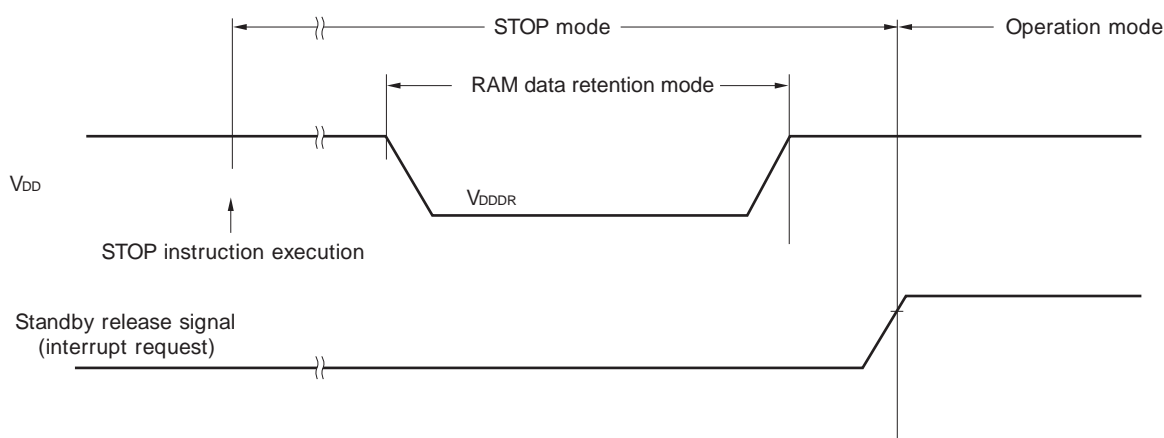 STOP mode
Operation mode
RAM data retention mode
VDD
VDDDR
STOP instruction execution
Standby release signal
(interrupt request)